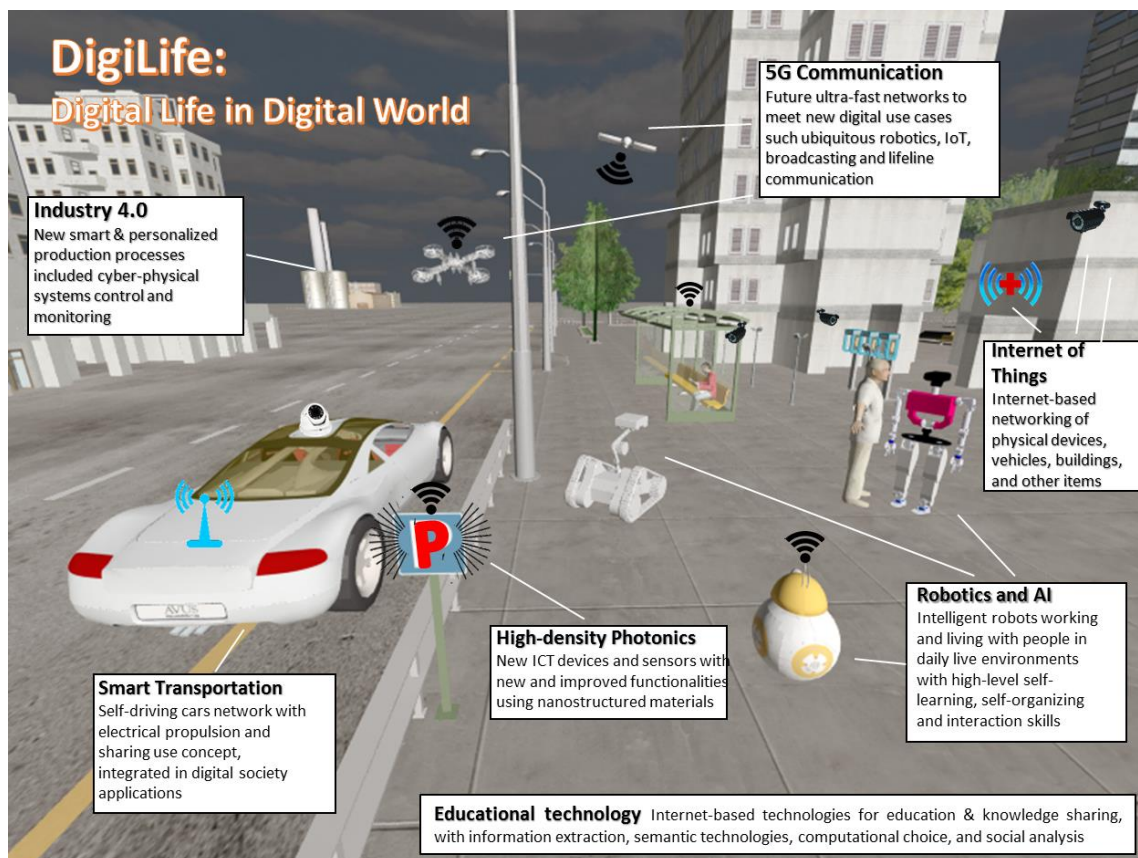 DigiLife:
Digital Life in Digital World
5G Communication
Future ultra-fast networks to
meet new digital use cases
such ubiquitous robotics, IoT,
broadcasting and lifeline
communication
Industry 4.0
New smart & personalized
production processes
included cyber-physical
systems control and
monitoring
Internet of
Things
Internet-based
networking of
physical devices,
vehicles, buildings,
and other items
P
AVUS
Robotics and AI
Intelligent robots working
and living with people in
daily live environments
with high-level self-
learning, self-organizing
and interaction skills
High-density Photonics
New ICT devices and sensors with
new and improved functionalities
using nanostructured materials
Smart Transportation
Self-driving cars network with
electrical propulsion and
sharing use concept,
integrated in digital society
applications
Educational technology Internet-based technologies for education & knowledge sharing,
with information extraction, semantic technologies, computational choice, and social analysis